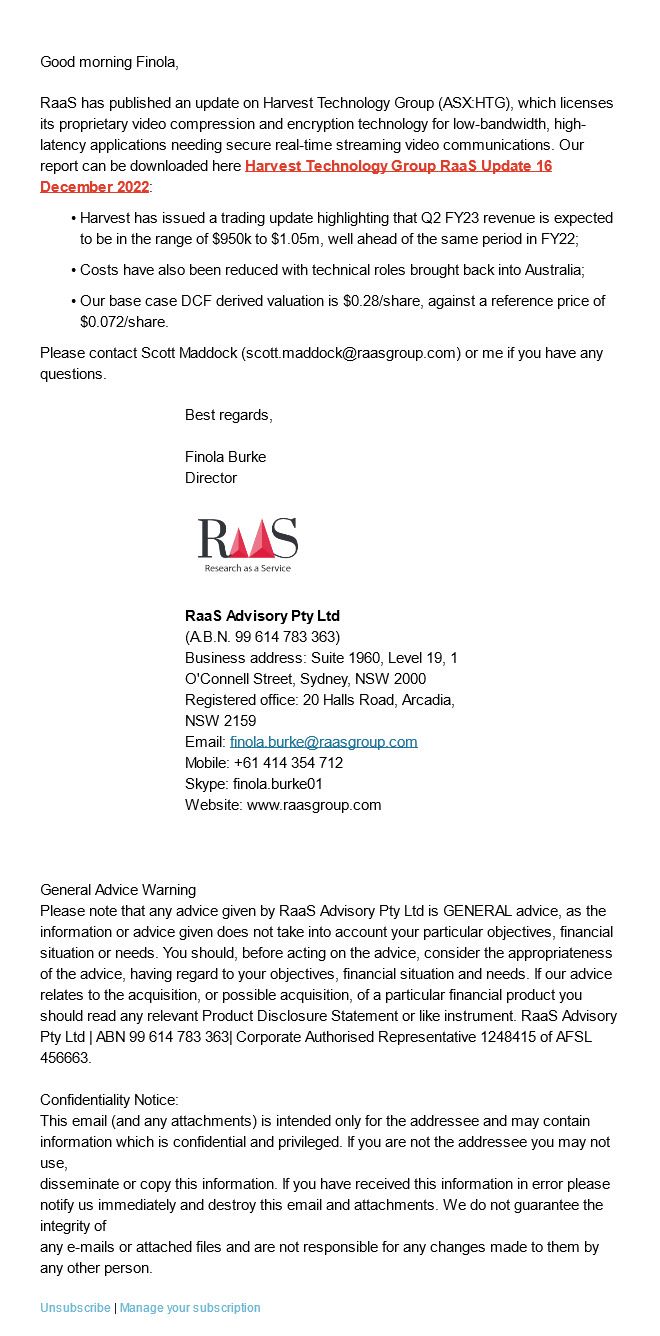 Good morning Finola,
RaaS has published an update on Harvest Technology Group (ASX:HTG), which licenses
its proprietary video compression and encryption technology for low-bandwidth, high-
latency applications needing secure real-time streaming video communications. Our
report can be downloaded here Harvest Technology Group RaaS Update 16
December 2022:
• Harvest has issued a trading update highlighting that Q2 FY23 revenue is expected
to be in the range of $950k to $1.05m, well ahead of the same period in FY22;
• Costs have also been reduced with technical roles brought back into Australia;
• Our base case DCF derived valuation is $0.28/share, against a reference price of
$0.072/share.
Please contact Scott Maddock (scott.maddock@raasgroup.com) or me if you have any
questions.
Best regards,
Finola Burke
Director
RAAS
Research as a Service
RaaS Advisory Pty Ltd
(A.B.N. 99 614 783 363)
Business address: Suite 1960, Level 19, 1
O'Connell Street, Sydney, NSW 2000
Registered office: 20 Halls Road, Arcadia,
NSW 2159
Email: finola.burke@raasgroup.com
Mobile: +61 414 354 712
Skype: finola.burke01
Website: www.raasgroup.com
General Advice Warning
Please note that any advice given by RaaS Advisory Pty Ltd is GENERAL advice, as the
information or advice given does not take into account your particular objectives, financial
situation or needs. You should, before acting on the advice, consider the appropriateness
of the advice, having regard to your objectives, financial situation and needs. If our advice
relates to the acquisition, or possible acquisition, of a particular financial product you
should read any relevant Product Disclosure Statement or like instrument. RaaS Advisory
Pty Ltd | ABN 99 614 783 363| Corporate Authorised Representative 1248415 of AFSL
456663.
Confidentiality Notice:
This email (and any attachments) is intended only for the addressee and may contain
information which is confidential and privileged. If you are not the addressee you may not
use,
disseminate or copy this information. If you have received this information in error please
notify us immediately and destroy this email and attachments. We do not guarantee the
integrity of
any e-mails or attached files and are not responsible for any changes made to them by
any other person.
Unsubscribe | Manage your subscription